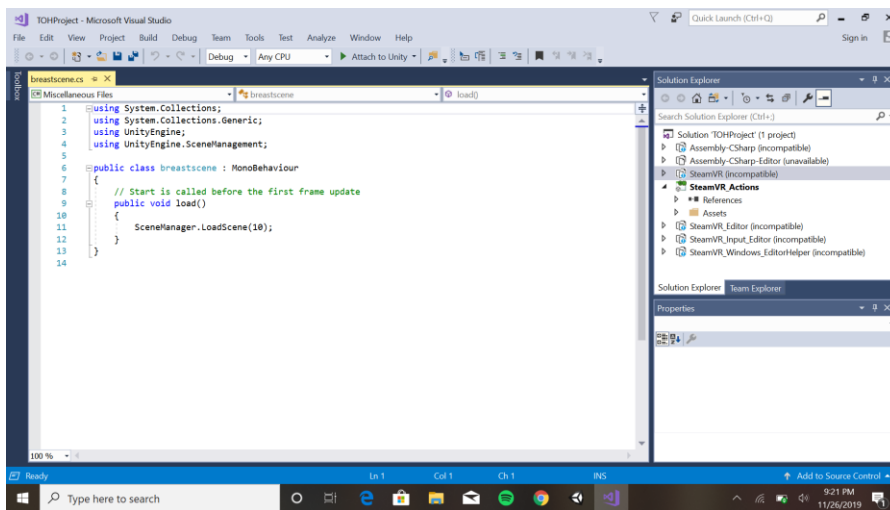 TOHProject - Microsoft Visual Studio
Quick Launch (Ctrl+Q)
File Edit View Project Build Debug Team Tools Test Analyze Window Help
Sign in
Debug Any CPU Attach to Unity
Toolbox
breastscene.cs
Miscellaneous Files breastscene load()
1 using System.Collections;
2 using System.Collections.Generic;
3 using UnityEngine;
4 using UnityEngine.SceneManagement;
5
6 public class breastscene : MonoBehaviour
7 {
8 // Start is called before the first frame update
9 public void load()
10 {
11 SceneManager.LoadScene(10);
12 }
13 }
14
100 %
Solution Explorer
Search Solution Explorer (Ctrl+;)
Solution 'TOHProject' (1 project)
Assembly-CSharp (incompatible)
Assembly-CSharp-Editor (unavailable)
SteamVR (incompatible)
SteamVR_Actions
References
Assets
SteamVR_Editor (incompatible)
SteamVR_Input_Editor (incompatible)
SteamVR_Windows_EditorHelper (incompatible)
Solution Explorer Team Explorer
Properties
Ready Ln 1 Col 1 Ch 1 INS Add to Source Control
Type here to search
9:21 PM
11/26/2019